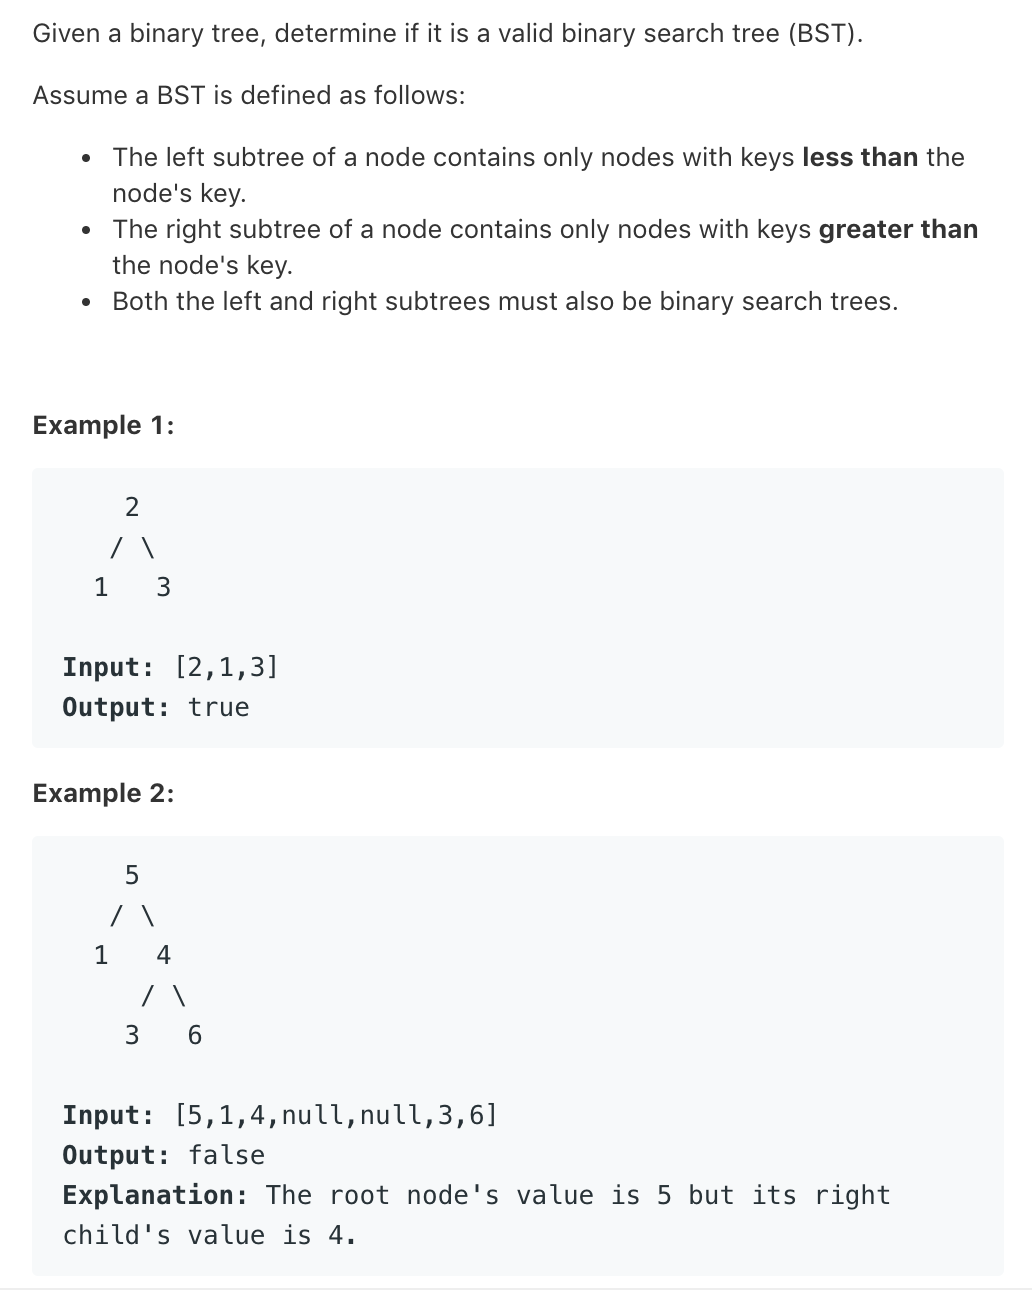 Given a binary tree, determine if it is a valid binary search tree (BST).
Assume a BST is defined as follows:
• The left subtree of a node contains only nodes with keys less than the
node's key.
• The right subtree of a node contains only nodes with keys greater than
the node's key.
• Both the left and right subtrees must also be binary search trees.
Example 1:
    2
   / \
  1   3
Input: [2,1,3]
Output: true
Example 2:
    5
   / \
  1   4
     / \
    3   6
Input: [5,1,4,null,null,3,6]
Output: false
Explanation: The root node's value is 5 but its right
child's value is 4.